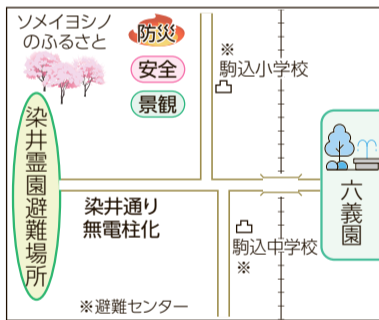 ソメイヨシノ
のふるさと
防災
安全
景観
※
駒込小学校
染井霊園避難場所
六義園
染井通り
無電柱化
駒込中学校
※
※避難センター